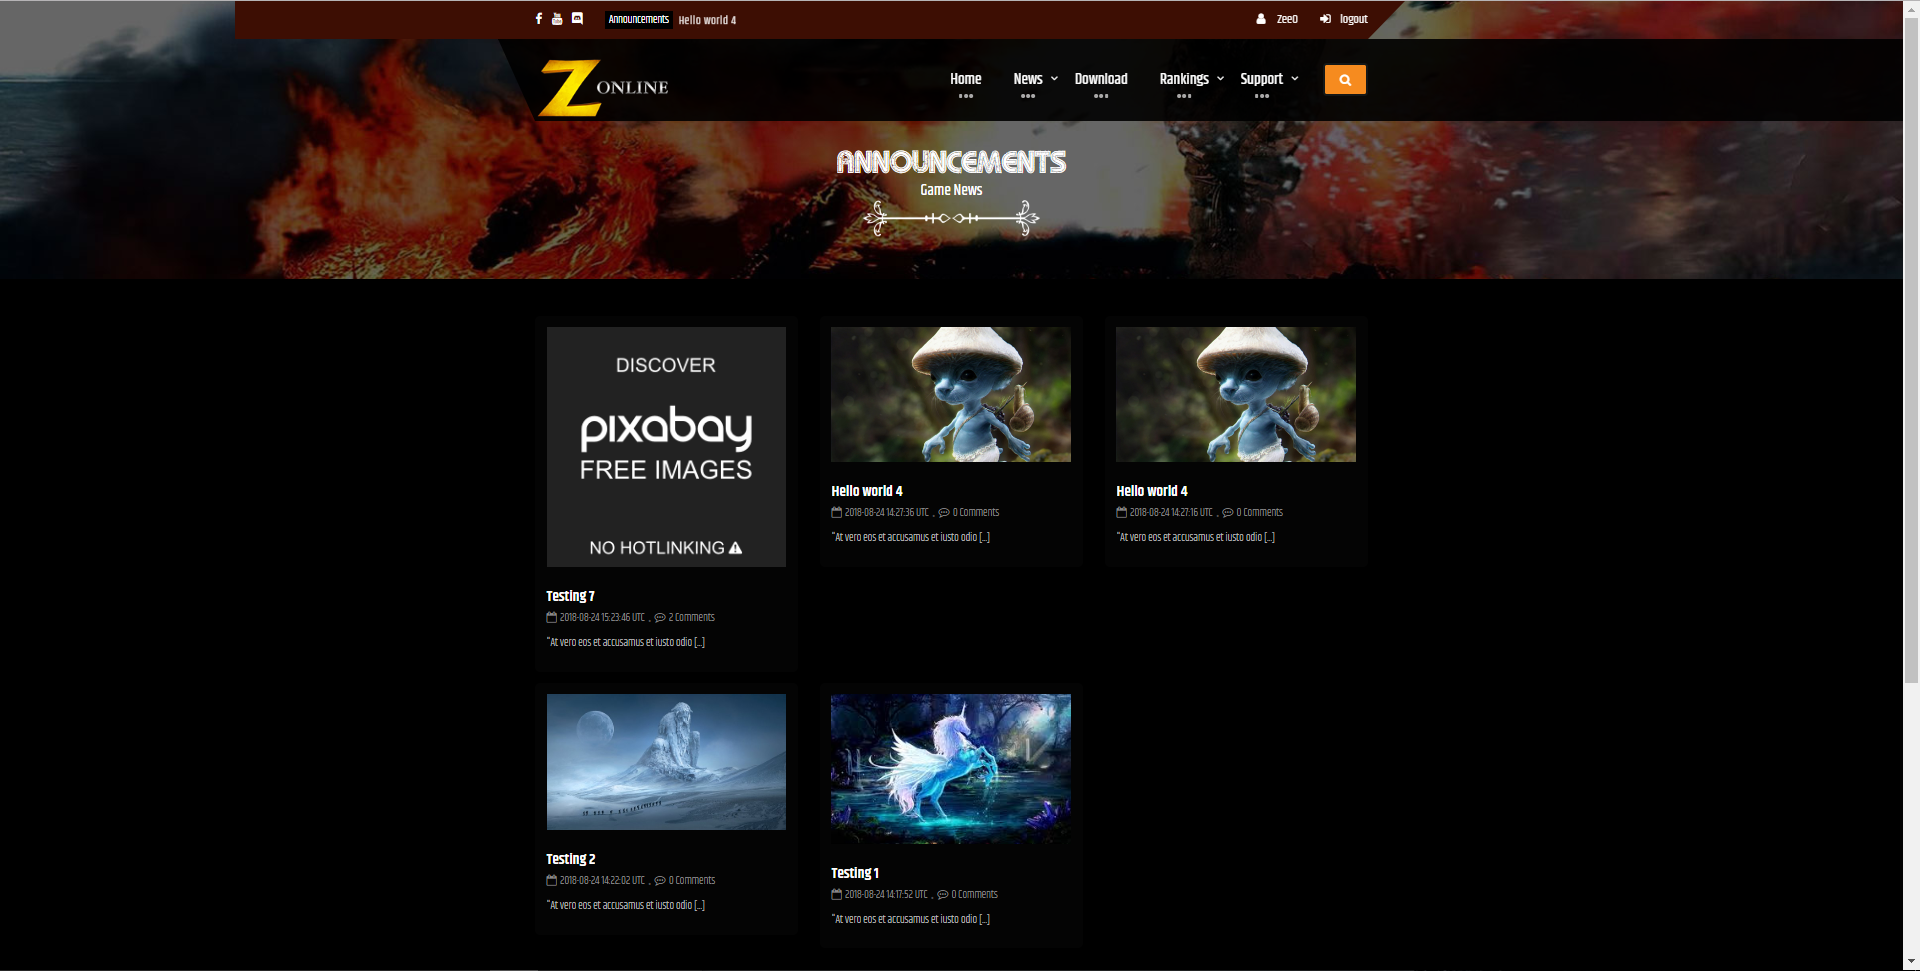 Announcements Hello world 4 ZeeO logout
Z ONLINE
Home News Download Rankings Support
ANNOUNCEMENTS
Game News
DISCOVER
pixabay
FREE IMAGES
NO HOTLINKING
Testing 7
2018-08-24 15:23:46 UTC , 2 Comments
"At vero eos et accusamus et iusto odio [...]
Hello world 4
2018-08-24 14:27:36 UTC , 0 Comments
"At vero eos et accusamus et iusto odio [...]
Hello world 4
2018-08-24 14:27:16 UTC , 0 Comments
"At vero eos et accusamus et iusto odio [...]
Testing 2
2018-08-24 14:22:02 UTC , 0 Comments
"At vero eos et accusamus et iusto odio [...]
Testing 1
2018-08-24 14:17:52 UTC , 0 Comments
"At vero eos et accusamus et iusto odio [...]